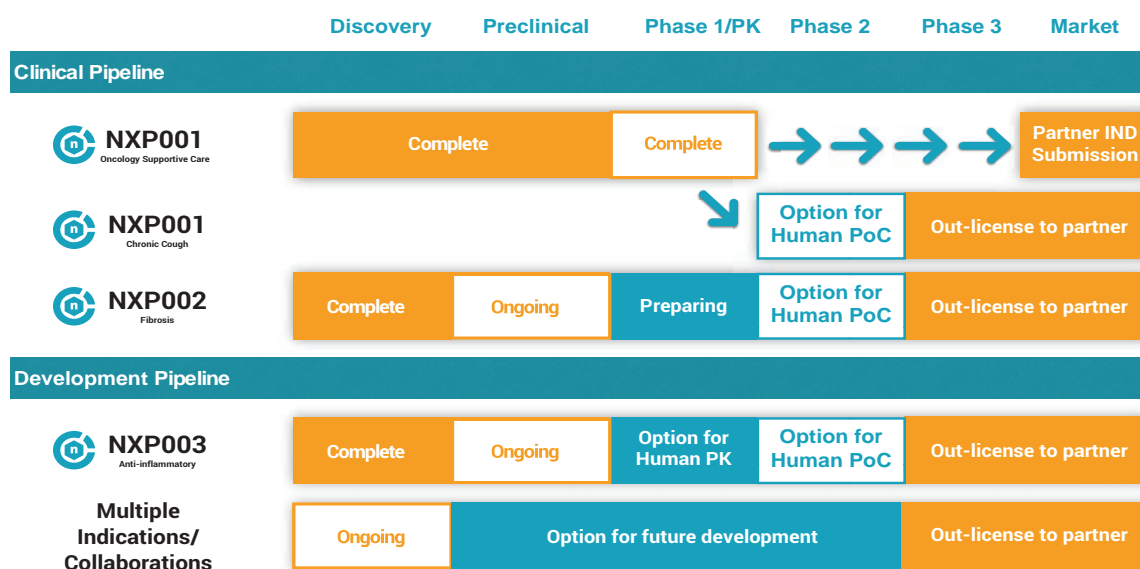 Discovery Preclinical Phase 1/PK Phase 2 Phase 3 Market
Clinical Pipeline
n NXP001
Oncology Supportive Care
Complete
Complete
Partner IND
Submission
n NXP001
Chronic Cough
Option for
Human PoC
Out-license to partner
n NXP002
Fibrosis
Complete
Ongoing
Preparing
Option for
Human PoC
Out-license to partner
Development Pipeline
n NXP003
Anti-inflammatory
Complete
Ongoing
Option for
Human PK
Option for
Human PoC
Out-license to partner
Multiple
Indications/
Collaborations
Ongoing
Option for future development
Out-license to partner